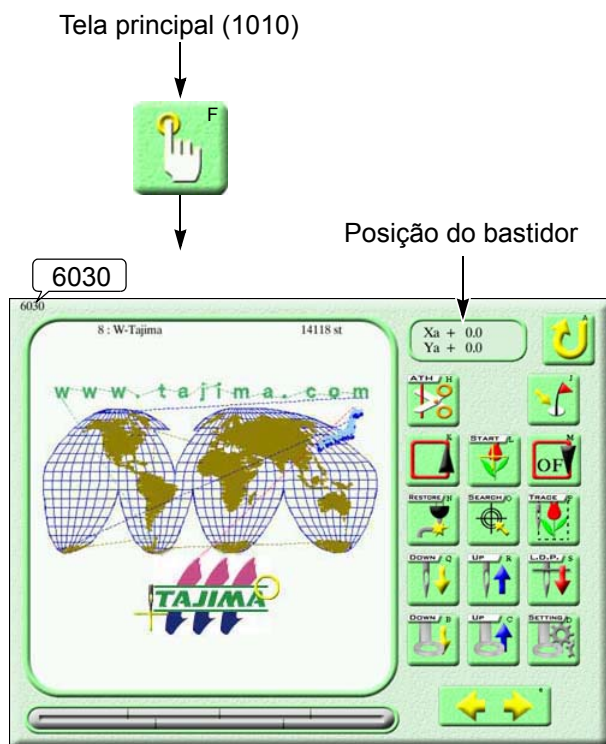 Tela principal (1010)
F
Posição do bastidor
6030
6030
8 : W-Tajima
14118 st
Xa + 0.0
Ya + 0.0
A
www.tajima.com
TAJIMA
ATH H
J
K
START L
M
OF
RESTORE N
SEARCH O
TRACE P
DOWN Q
UP R
L.D.P. S
DOWN B
UP C
SETTING D